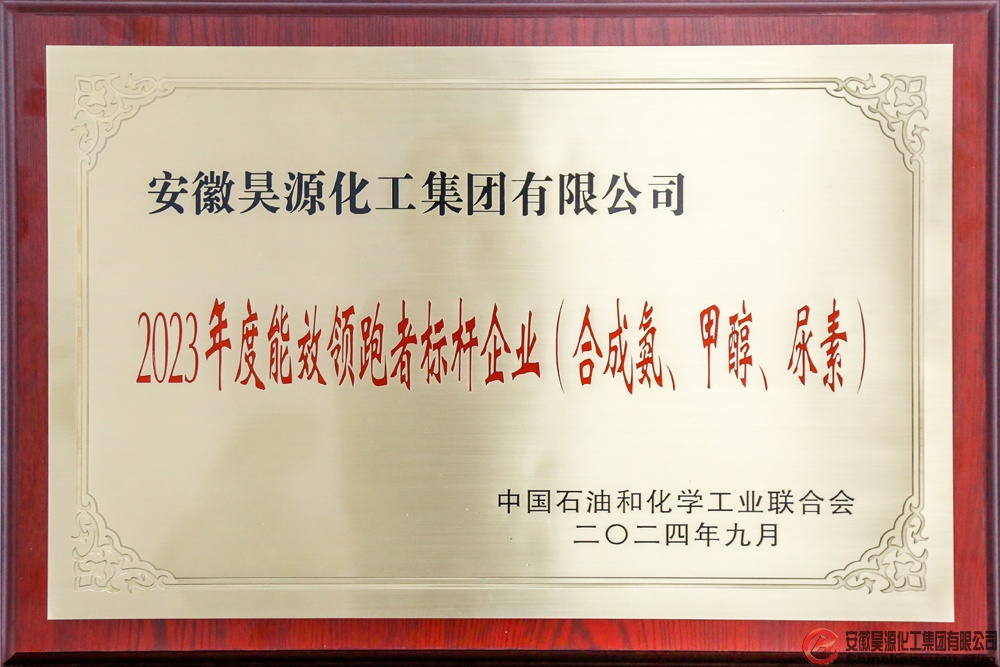 安徽昊源化工集团有限公司
2023年度能效领跑者标杆企业（合成氨、甲醇、尿素）
中国石油和化学工业联合会
二〇二四年九月
安徽昊源化工集团有限公司